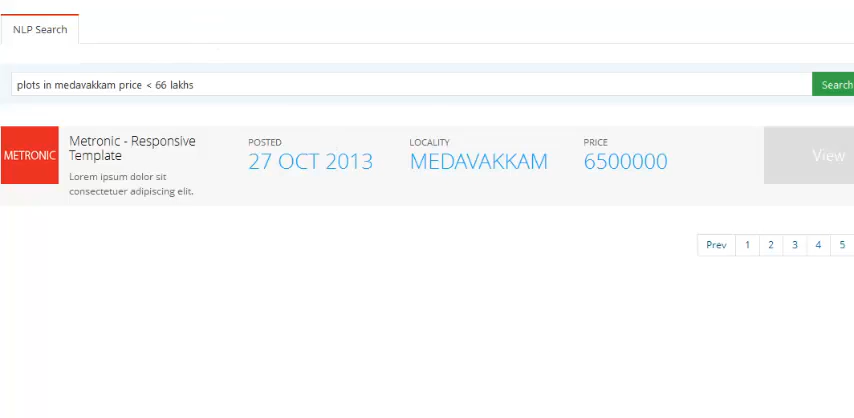 NLP Search
plots in medavakkam price < 66 lakhs
Search
METRONIC
Metronic - Responsive
Template
Lorem ipsum dolor sit
consectetuer adipiscing elit.
POSTED
27 OCT 2013
LOCALITY
MEDAVAKKAM
PRICE
6500000
View
Prev 1 2 3 4 5